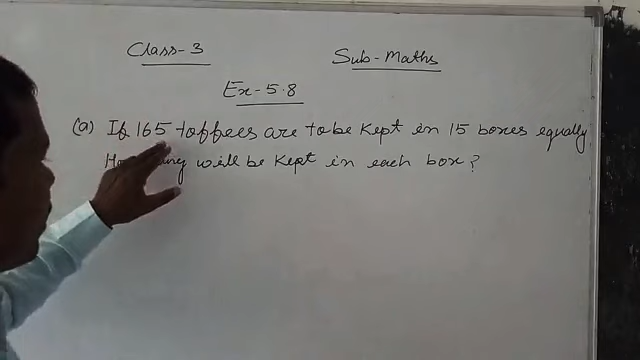 Class-3
Sub-Maths
Ex-5.8
(a) If 165 toffees are to be kept in 15 boxes equally
will be kept in each box?